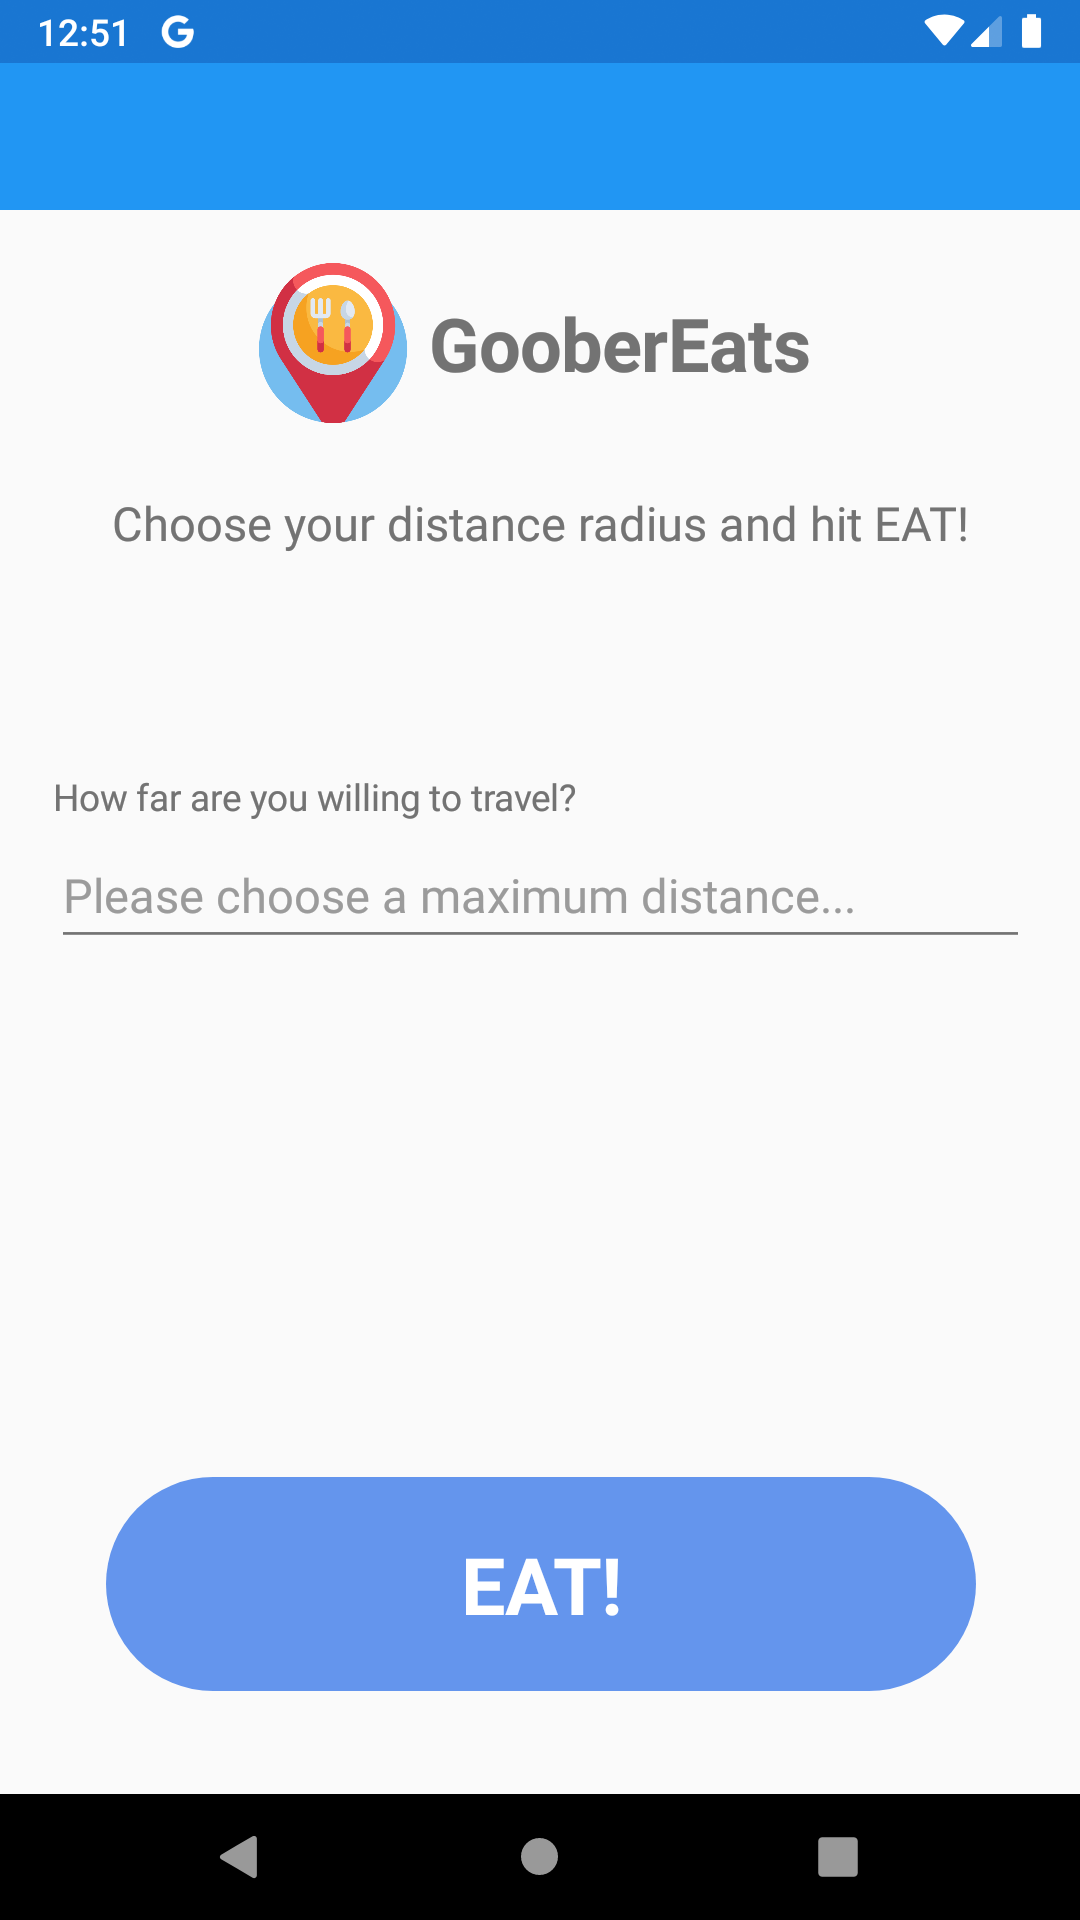 12:51
GooberEats
Choose your distance radius and hit EAT!
How far are you willing to travel?
Please choose a maximum distance...
EAT!